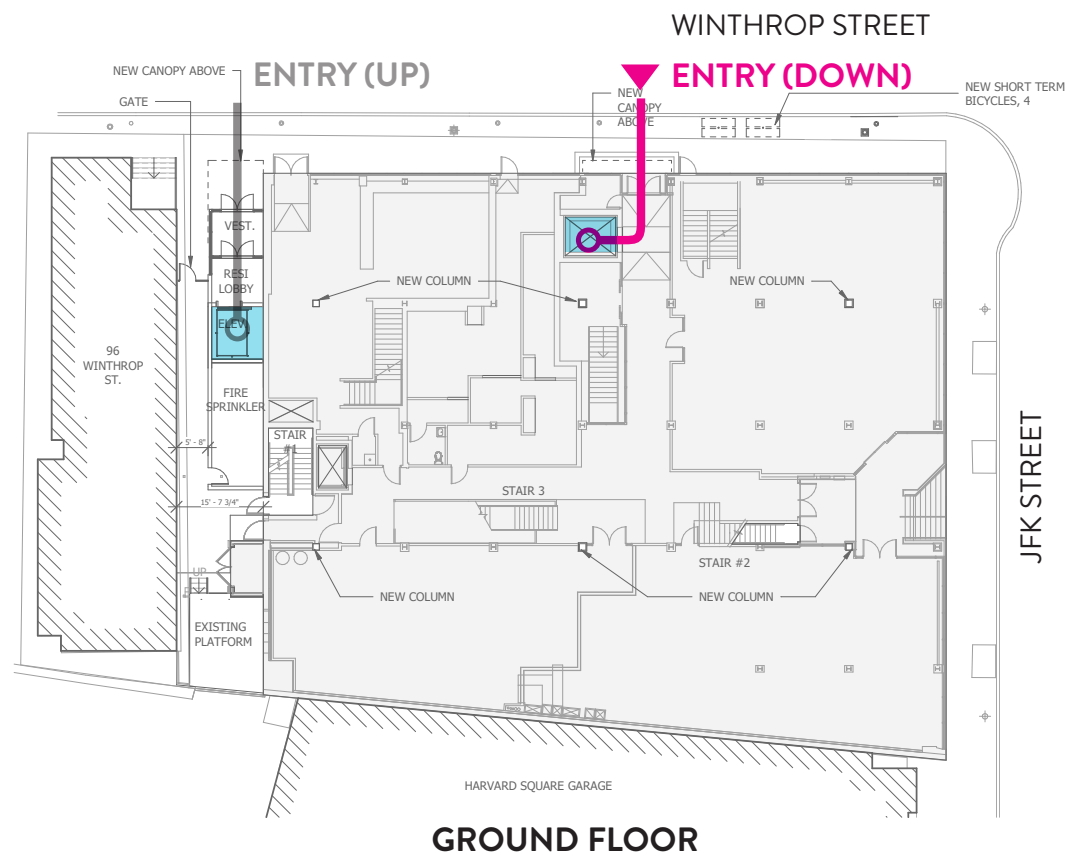 WINTHROP STREET
NEW CANOPY ABOVE
ENTRY (UP)
ENTRY (DOWN)
GATE
NEW
CANOPY
ABOVE
NEW SHORT TERM
BICYCLES, 4
VEST.
RESI
LOBBY
ELEV.
NEW COLUMN
NEW COLUMN
96
WINTHROP
ST.
FIRE
SPRINKLER
5' - 8"
STAIR
#1
15' - 7 3/4"
STAIR 3
JFK STREET
STAIR #2
UP
NEW COLUMN
NEW COLUMN
EXISTING
PLATFORM
HARVARD SQUARE GARAGE
GROUND FLOOR